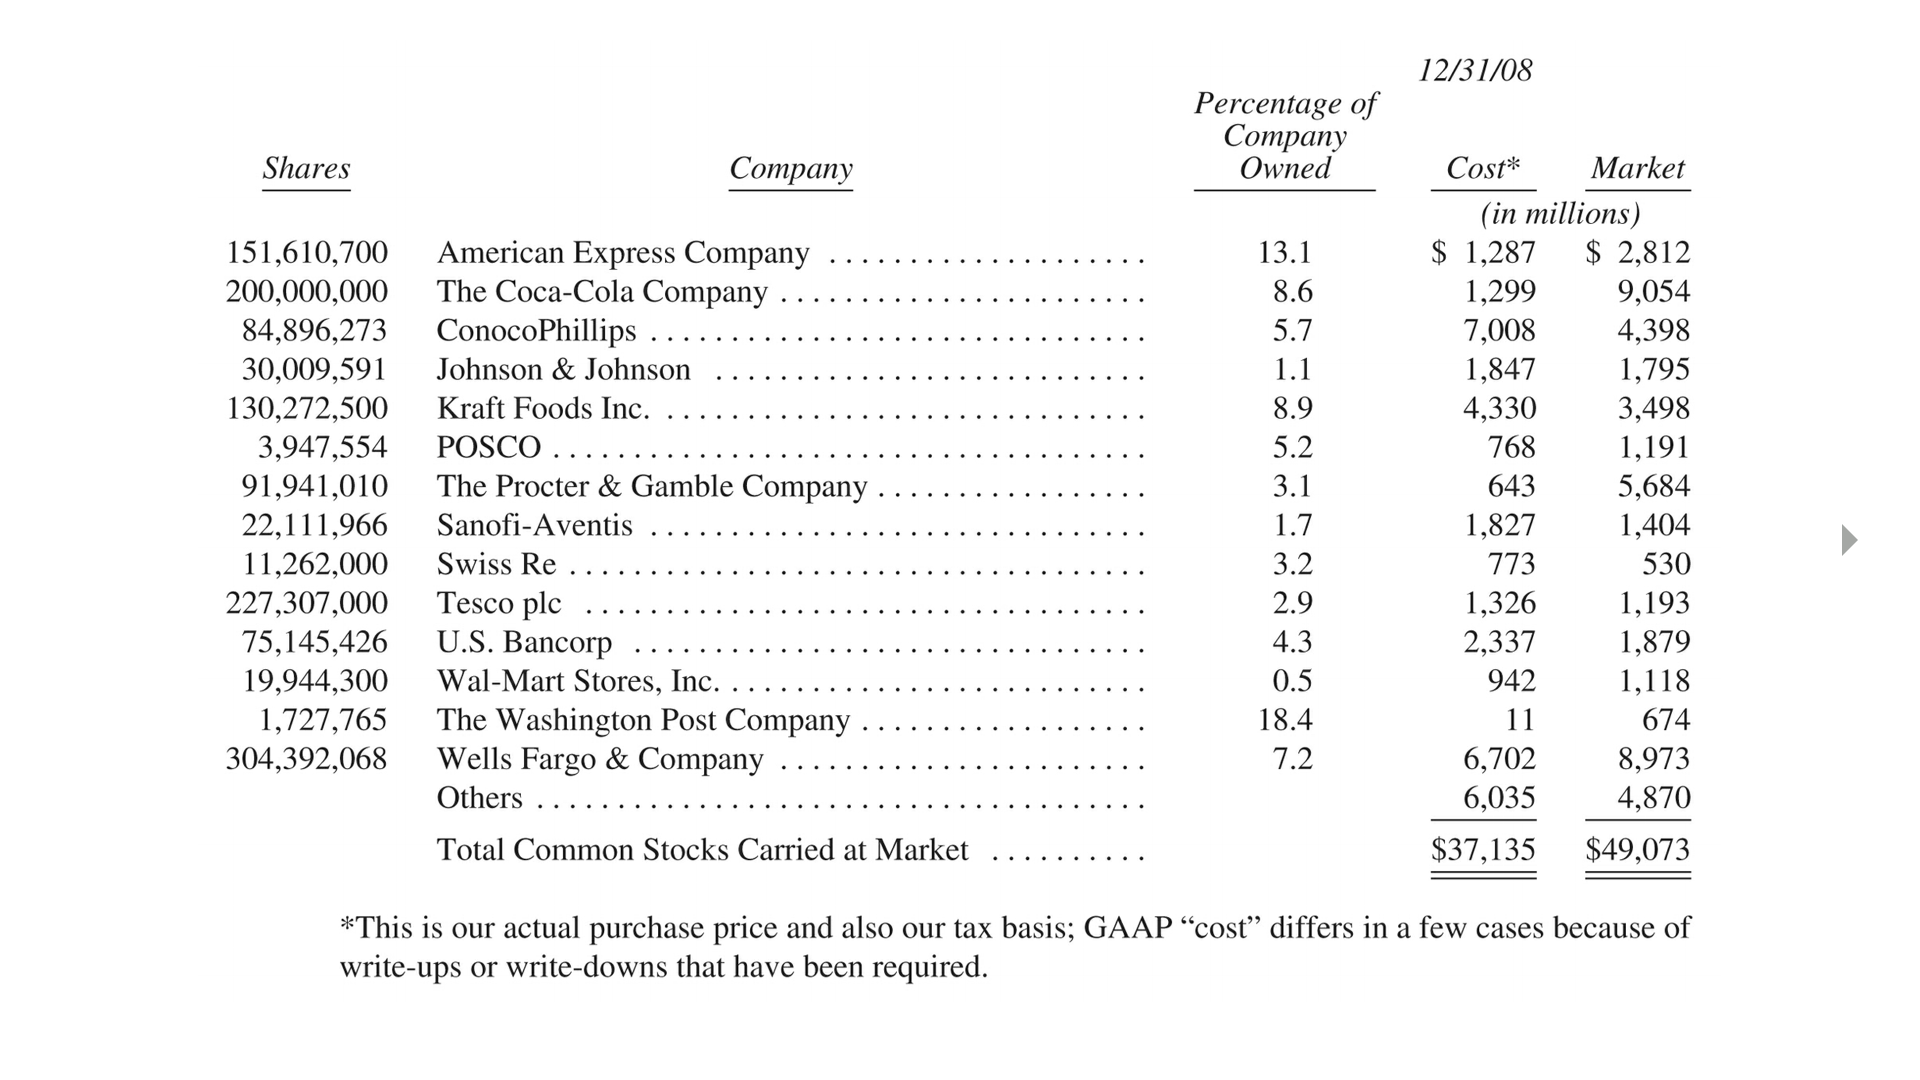 12/31/08
Percentage of
Company
Shares Company Owned Cost* Market
(in millions)
151,610,700 American Express Company .................... 13.1 $ 1,287 $ 2,812
200,000,000 The Coca-Cola Company ....................... 8.6 1,299 9,054
84,896,273 ConocoPhillips ............................... 5.7 7,008 4,398
30,009,591 Johnson & Johnson ........................... 1.1 1,847 1,795
130,272,500 Kraft Foods Inc. .............................. 8.9 4,330 3,498
3,947,554 POSCO ..................................... 5.2 768 1,191
91,941,010 The Procter & Gamble Company ................. 3.1 643 5,684
22,111,966 Sanofi-Aventis ............................... 1.7 1,827 1,404
11,262,000 Swiss Re .................................... 3.2 773 530
227,307,000 Tesco plc ................................... 2.9 1,326 1,193
75,145,426 U.S. Bancorp ................................ 4.3 2,337 1,879
19,944,300 Wal-Mart Stores, Inc. .......................... 0.5 942 1,118
1,727,765 The Washington Post Company .................. 18.4 11 674
304,392,068 Wells Fargo & Company ....................... 7.2 6,702 8,973
Others ...................................... 6,035 4,870
Total Common Stocks Carried at Market .......... $37,135 $49,073
*This is our actual purchase price and also our tax basis; GAAP “cost” differs in a few cases because of
write-ups or write-downs that have been required.